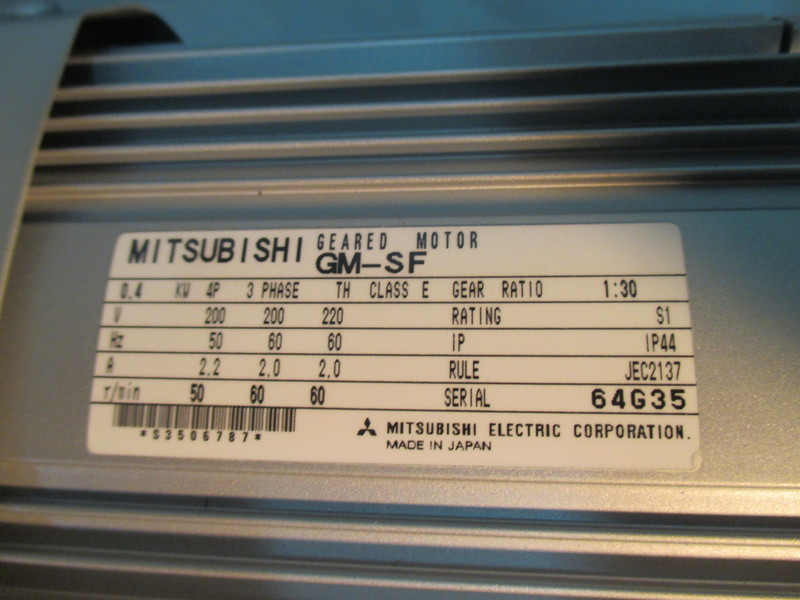 MITSUBISHI GEARED MOTOR
GM-SF
0.4 KW 4P 3 PHASE TH CLASS E GEAR RATIO 1:30
V 200 200 220 RATING S1
Hz 50 60 60 IP IP44
A 2.2 2.0 2.0 RULE JEC2137
r/min 50 60 60 SERIAL 64G35
*S3506787*
MITSUBISHI ELECTRIC CORPORATION.
MADE IN JAPAN